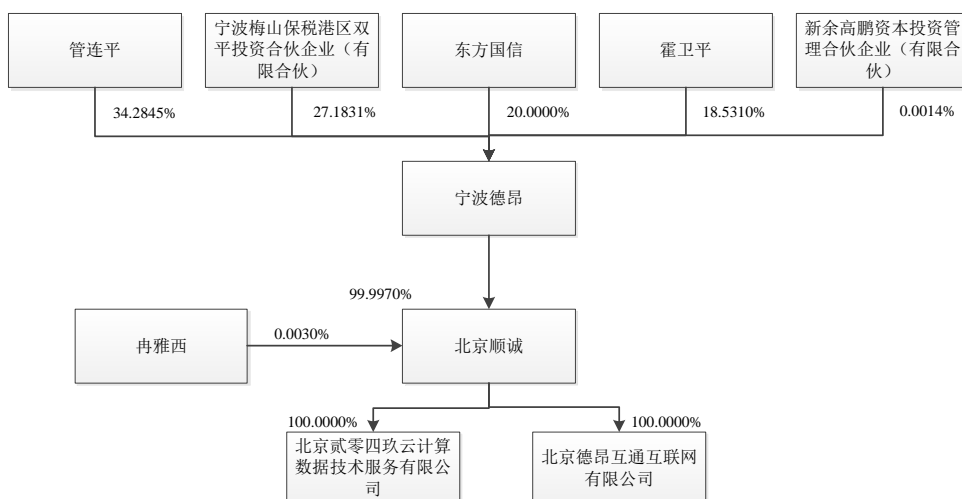 管连平
宁波梅山保税港区双
平投资合伙企业（有
限合伙）
东方国信
霍卫平
新余高鹏资本投资管
理合伙企业（有限合
伙）
34.2845%
27.1831%
20.0000%
18.5310%
0.0014%
宁波德昂
99.9970%
冉雅西
0.0030%
北京顺诚
100.0000%
100.0000%
北京贰零四玖云计算
数据技术服务有限公
司
北京德昂互通互联网
有限公司